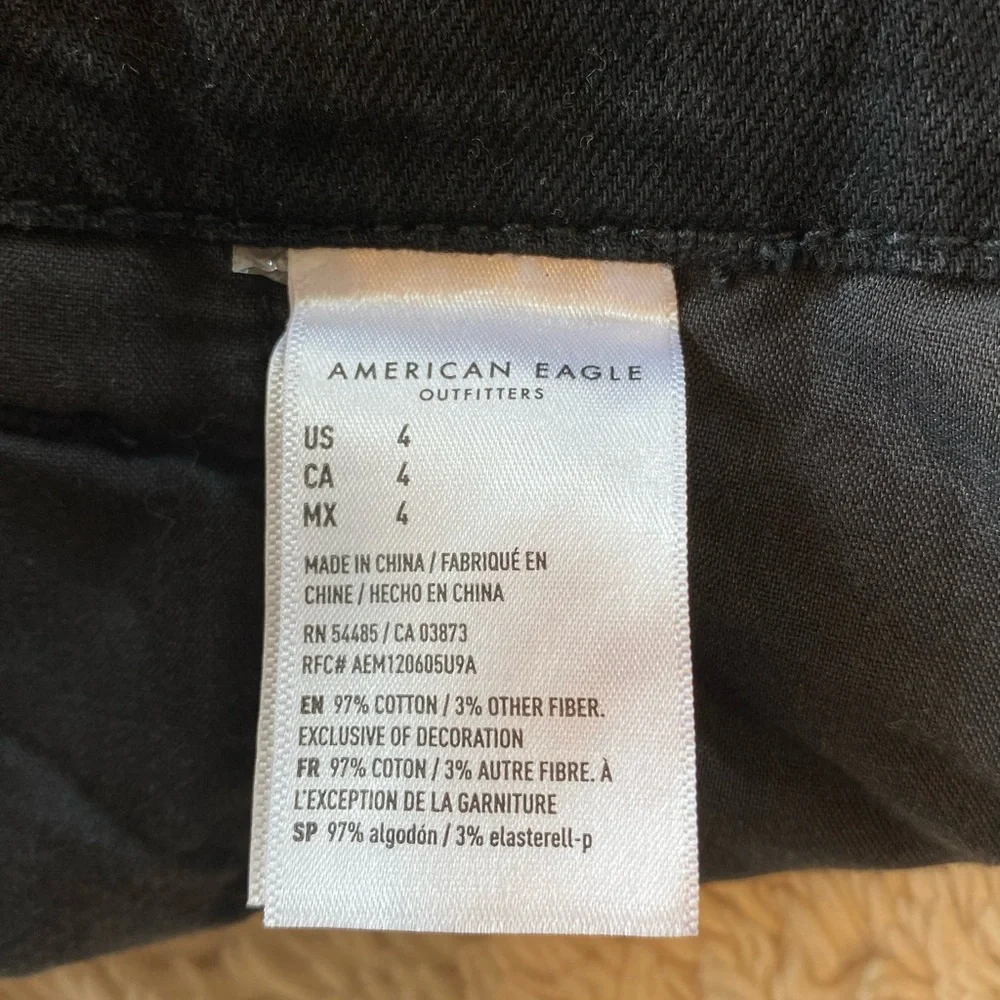 AMERICAN EAGLE
OUTFITTERS
US 4
CA 4
MX 4
MADE IN CHINA / FABRIQUÉ EN
CHINE / HECHO EN CHINA
RN 54485 / CA 03873
RFC# AEM120605U9A
EN 97% COTTON / 3% OTHER FIBER.
EXCLUSIVE OF DECORATION
FR 97% COTON / 3% AUTRE FIBRE. À
L'EXCEPTION DE LA GARNITURE
SP 97% algodón / 3% elasterell-p